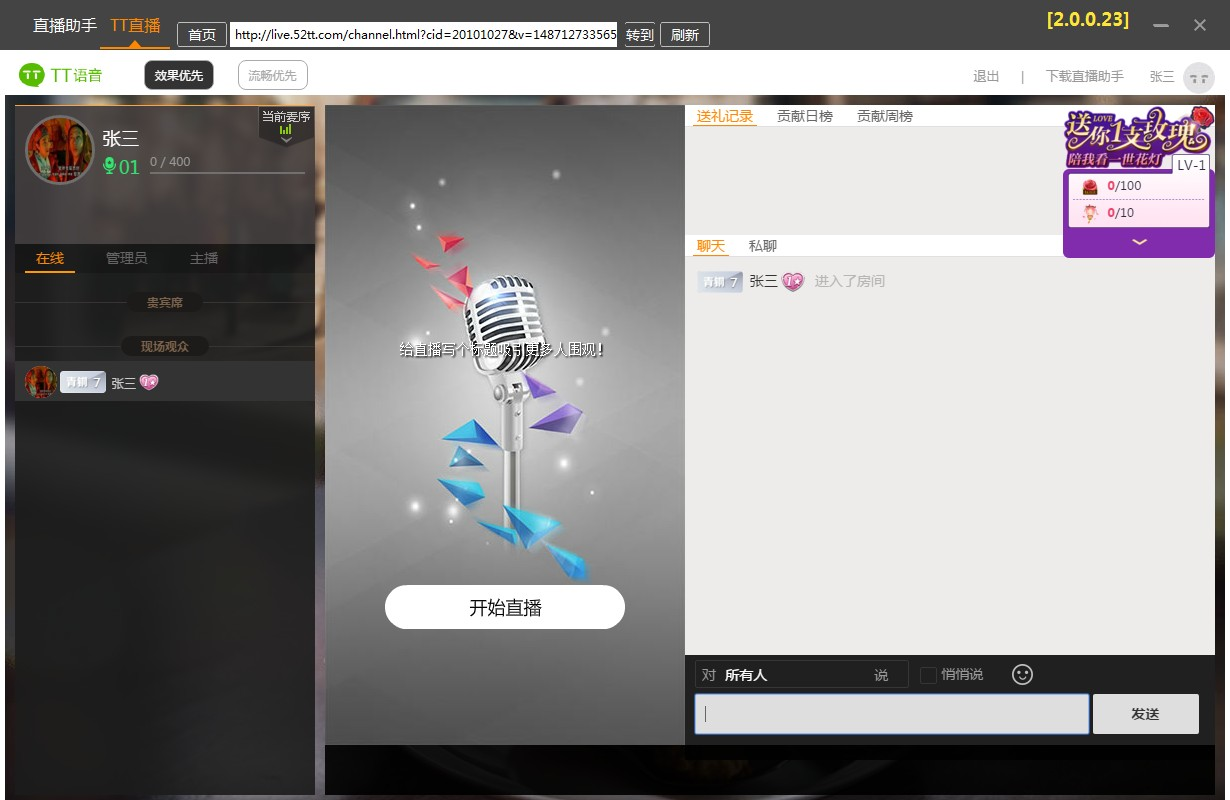 直播助手
TT直播
首页
http://live.52tt.com/channel.html?cid=20101027&v=148712733565
转到
刷新
[2.0.0.23]
TT语音
效果优先
流畅优先
退出 | 下载直播助手 张三
张三
当前麦序
01 0 / 400
在线 管理员 主播
贵宾席
现场观众
青铜 7 张三
给直播写个标题吸引更多人围观!
开始直播
送礼记录 贡献日榜 贡献周榜
LOVE
送你1支玫瑰
陪我看一世花灯
LV-1
0/100
0/10
聊天 私聊
青铜 7 张三 进入了房间
对 所有人 说
悄悄说
发送